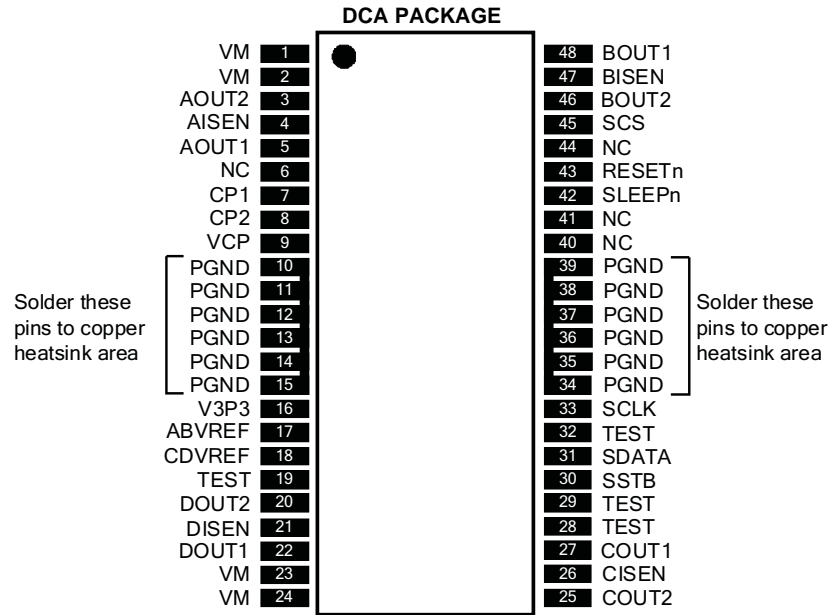 DCA PACKAGE
VM 1
VM 2
AOUT2 3
AISEN 4
AOUT1 5
NC 6
CP1 7
CP2 8
VCP 9
PGND 10
PGND 11
PGND 12
PGND 13
PGND 14
PGND 15
V3P3 16
ABVREF 17
CDVREF 18
TEST 19
DOUT2 20
DISEN 21
DOUT1 22
VM 23
VM 24
Solder these
pins to copper
heatsink area
48 BOUT1
47 BISEN
46 BOUT2
45 SCS
44 NC
43 RESETn
42 SLEEPn
41 NC
40 NC
39 PGND
38 PGND
37 PGND
36 PGND
35 PGND
34 PGND
33 SCLK
32 TEST
31 SDATA
30 SSTB
29 TEST
28 TEST
27 COUT1
26 CISEN
25 COUT2
Solder these
pins to copper
heatsink area